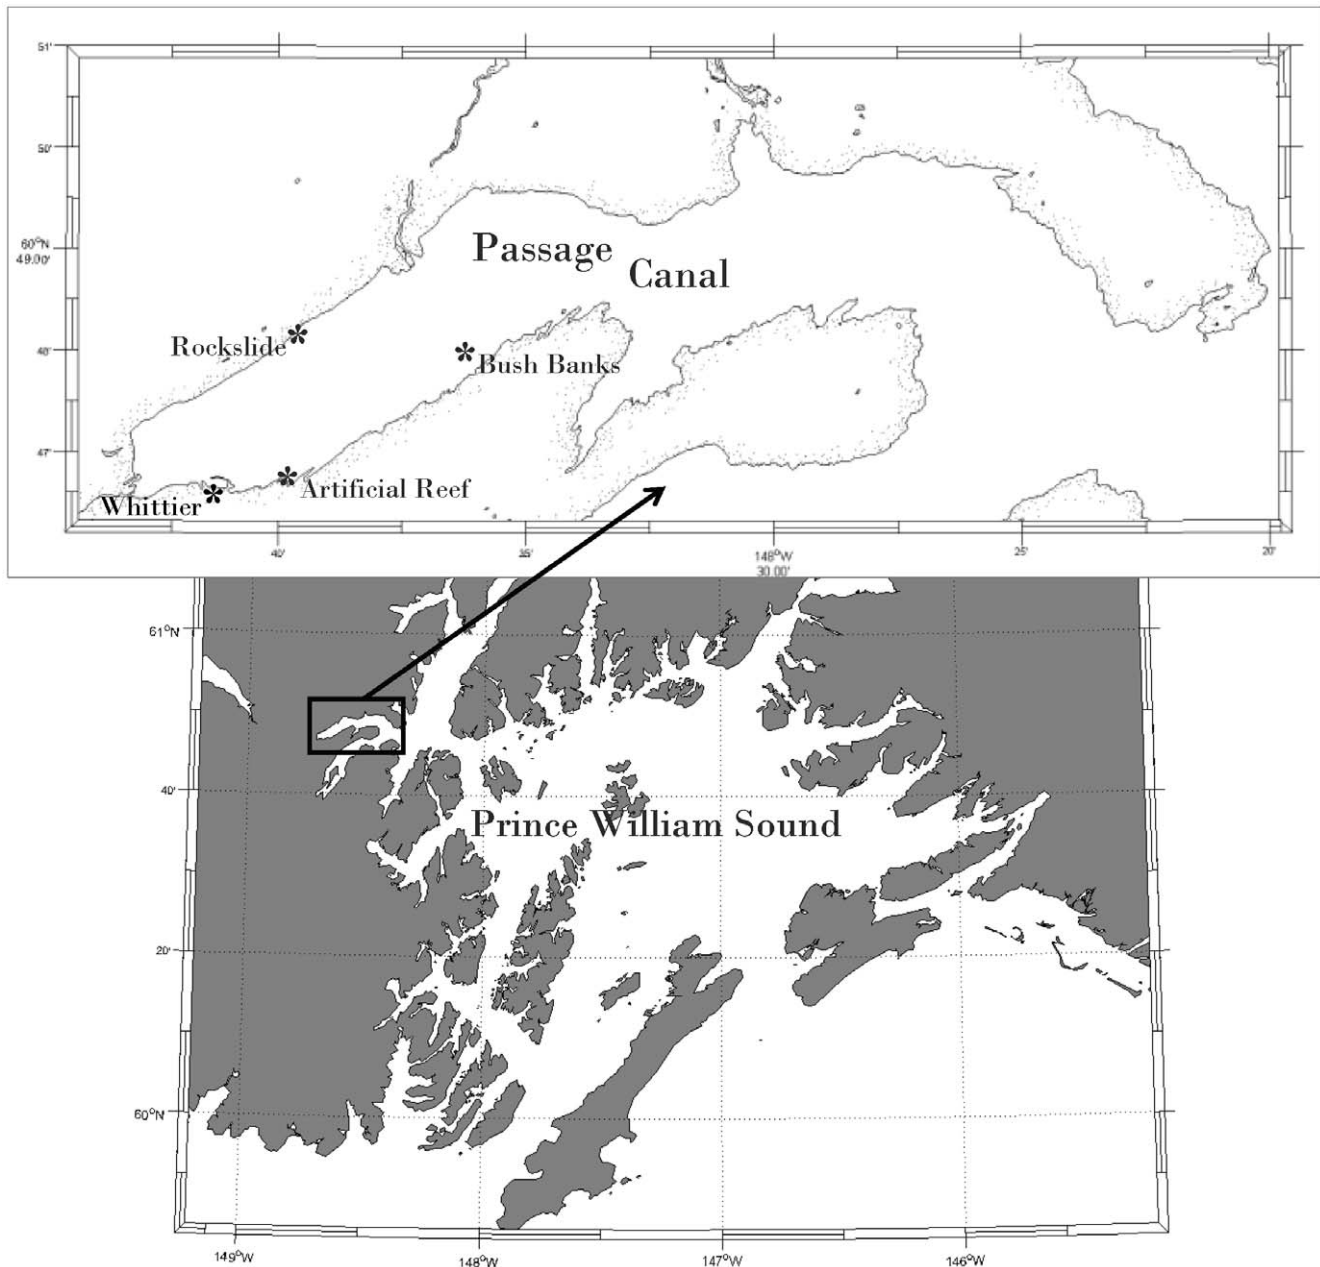 51'
50'
60°N
49.00'
48'
47'
Passage
Canal
Rockslide
Bush Banks
Artificial Reef
Whittier
40'
35'
148°W
30.00'
25'
20'
61°N
40'
Prince William Sound
20'
60°N
149°W
148°W
147°W
146°W